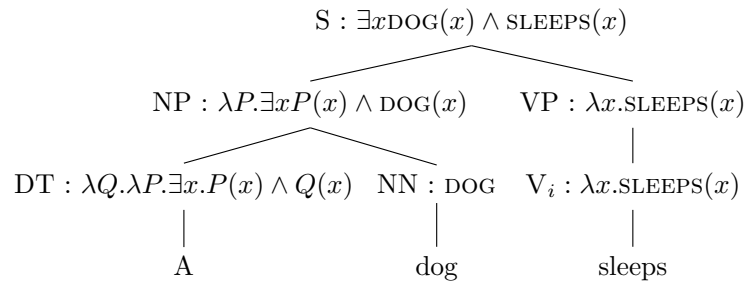 S : ∃xDOG(x) ∧ SLEEPS(x)
NP : λP.∃xP(x) ∧ DOG(x) VP : λx.SLEEPS(x)
DT : λQ.λP.∃x.P(x) ∧ Q(x) NN : DOG Vᵢ : λx.SLEEPS(x)
A dog sleeps